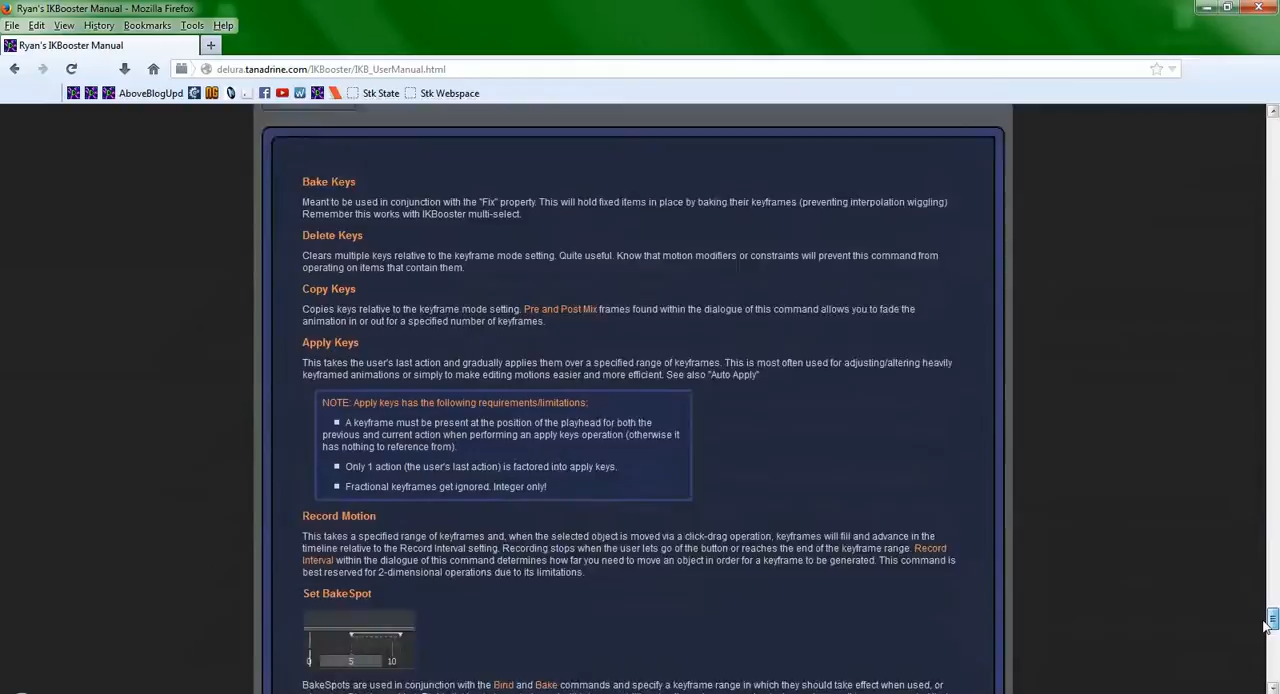 Ryan's IKBooster Manual - Mozilla Firefox
File Edit View History Bookmarks Tools Help
Ryan's IKBooster Manual
delura.tanadrine.com/IKBooster/IKB_UserManual.html
AboveBlogUpd Stk State Stk Webspace
Bake Keys
Meant to be used in conjunction with the "Fix" property. This will hold fixed items in place by baking their keyframes (preventing interpolation wiggling)
Remember this works with IKBooster multi-select.
Delete Keys
Clears multiple keys relative to the keyframe mode setting. Quite useful. Know that motion modifiers or constraints will prevent this command from
operating on items that contain them.
Copy Keys
Copies keys relative to the keyframe mode setting. Pre and Post Mix frames found within the dialogue of this command allows you to fade the
animation in or out for a specified number of keyframes.
Apply Keys
This takes the user's last action and gradually applies them over a specified range of keyframes. This is most often used for adjusting/altering heavily
keyframed animations or simply to make editing motions easier and more efficient. See also "Auto Apply"
NOTE: Apply keys has the following requirements/limitations:
A keyframe must be present at the position of the playhead for both the
previous and current action when performing an apply keys operation (otherwise it
has nothing to reference from).
Only 1 action (the user's last action) is factored into apply keys.
Fractional keyframes get ignored. Integer only!
Record Motion
This takes a specified range of keyframes and, when the selected object is moved via a click-drag operation, keyframes will fill and advance in the
timeline relative to the Record Interval setting. Recording stops when the user lets go of the button or reaches the end of the keyframe range. Record
Interval within the dialogue of this command determines how far you need to move an object in order for a keyframe to be generated. This command is
best reserved for 2-dimensional operations due to its limitations.
Set BakeSpot
0 5 10
BakeSpots are used in conjunction with the Bind and Bake commands and specify a keyframe range in which they should take effect when used, or